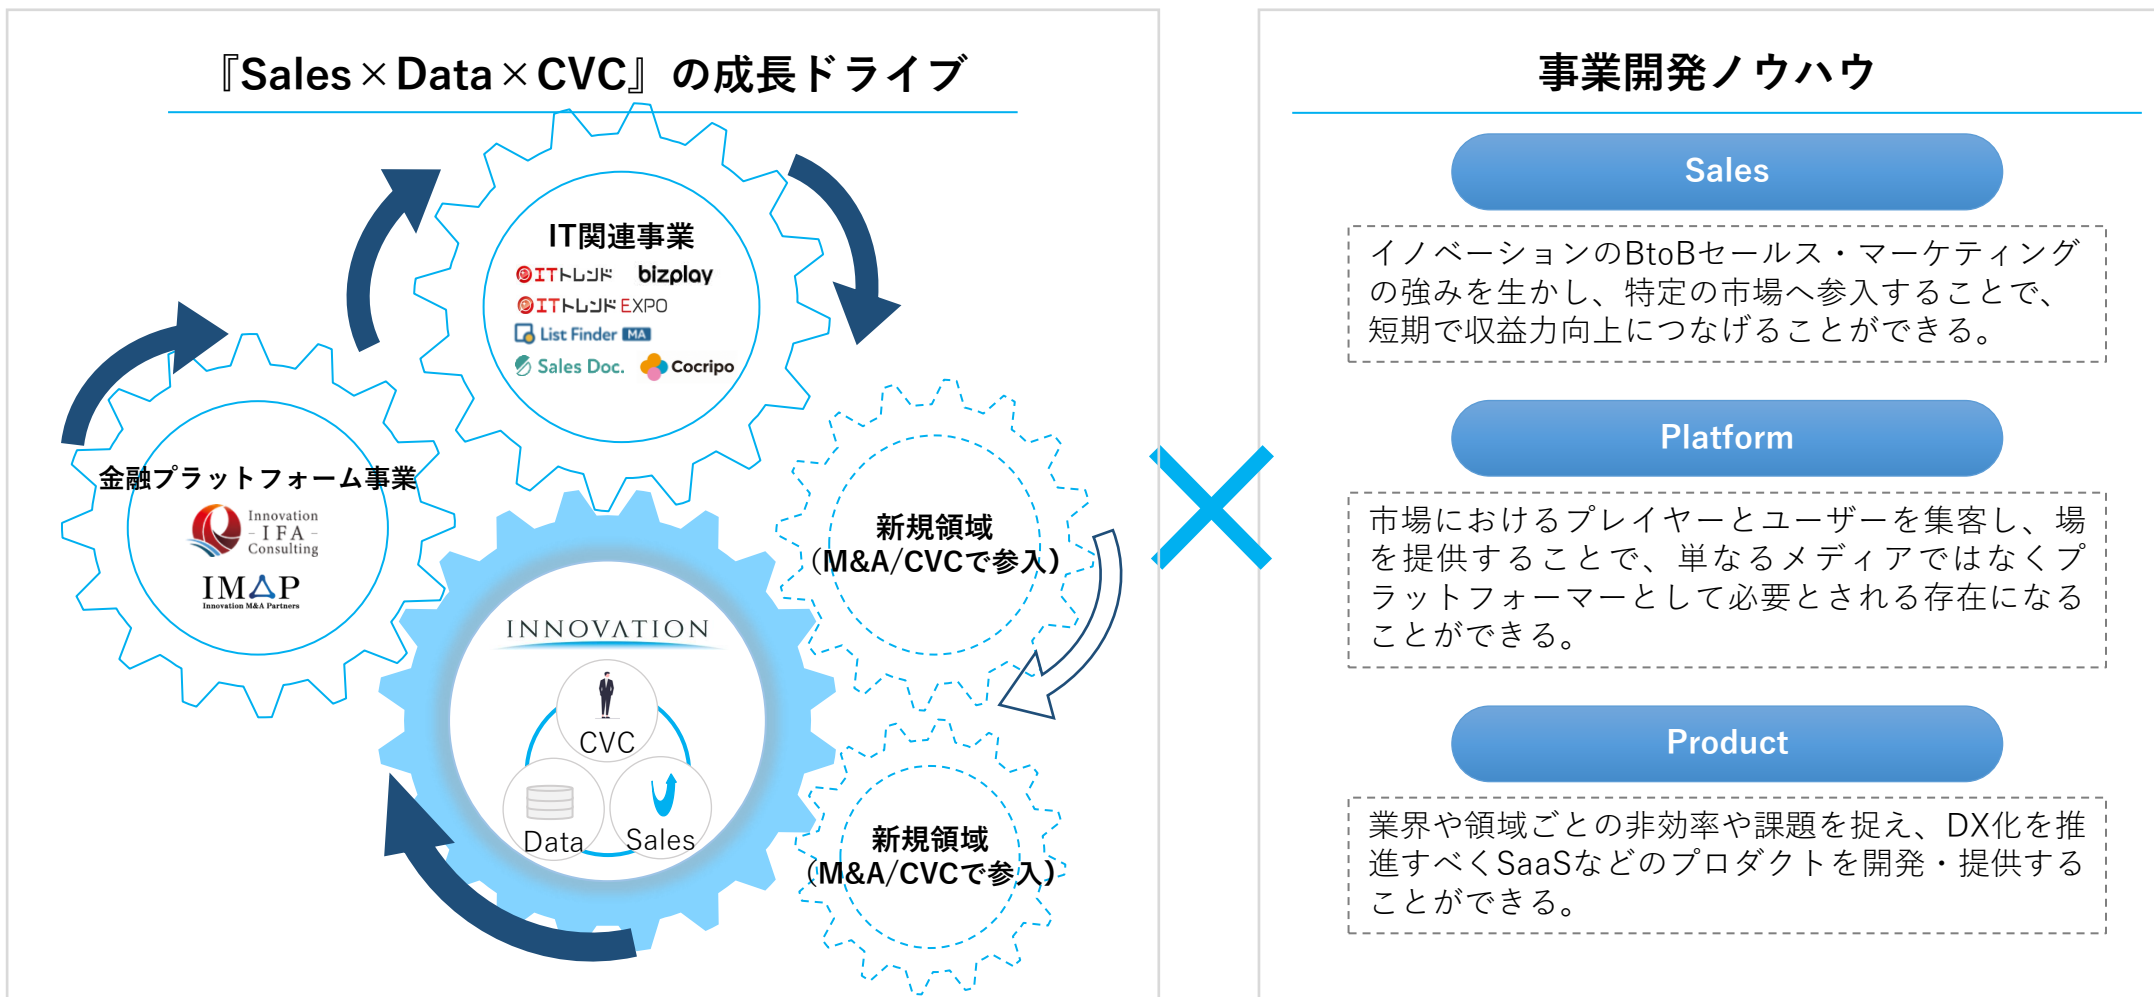 『Sales×Data×CVC』の成長ドライブ
IT関連事業
ITトレンド bizplay
ITトレンド EXPO
List Finder MA
Sales Doc. Cocripo
金融プラットフォーム事業
Innovation
- IFA -
Consulting
IMAP
Innovation M&A Partners
新規領域
（M&A/CVCで参入）
INNOVATION
CVC
Data
Sales
新規領域
（M&A/CVCで参入）
×
事業開発ノウハウ
Sales
イノベーションのBtoBセールス・マーケティング
の強みを生かし、特定の市場へ参入することで、
短期で収益力向上につなげることができる。
Platform
市場におけるプレイヤーとユーザーを集客し、場
を提供することで、単なるメディアではなくプ
ラットフォーマーとして必要とされる存在になる
ことができる。
Product
業界や領域ごとの非効率や課題を捉え、DX化を推
進すべくSaaSなどのプロダクトを開発・提供する
ことができる。